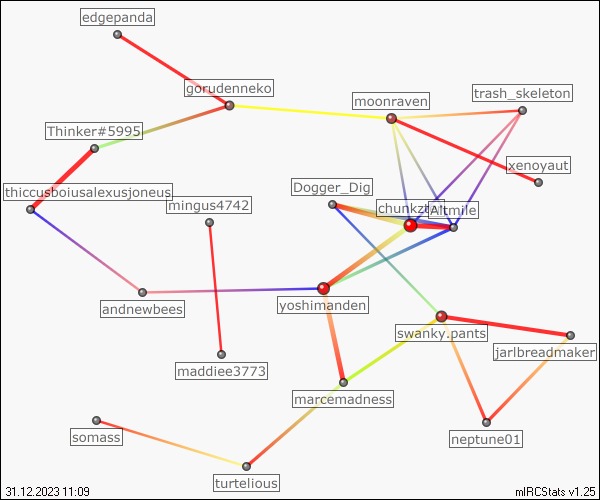 edgepanda
gorudenneko
trash_skeleton
moonraven
Thinker#5995
xenoyaut
thiccusboiusalexusjoneus
Dogger_Dig
mingus4742
Altmile
andnewbees
yoshimanden
swanky.pants
jarlbreadmaker
maddiee3773
marcemadness
somass
neptune01
turtelious
31.12.2023 11:09
mIRCStats v1.25